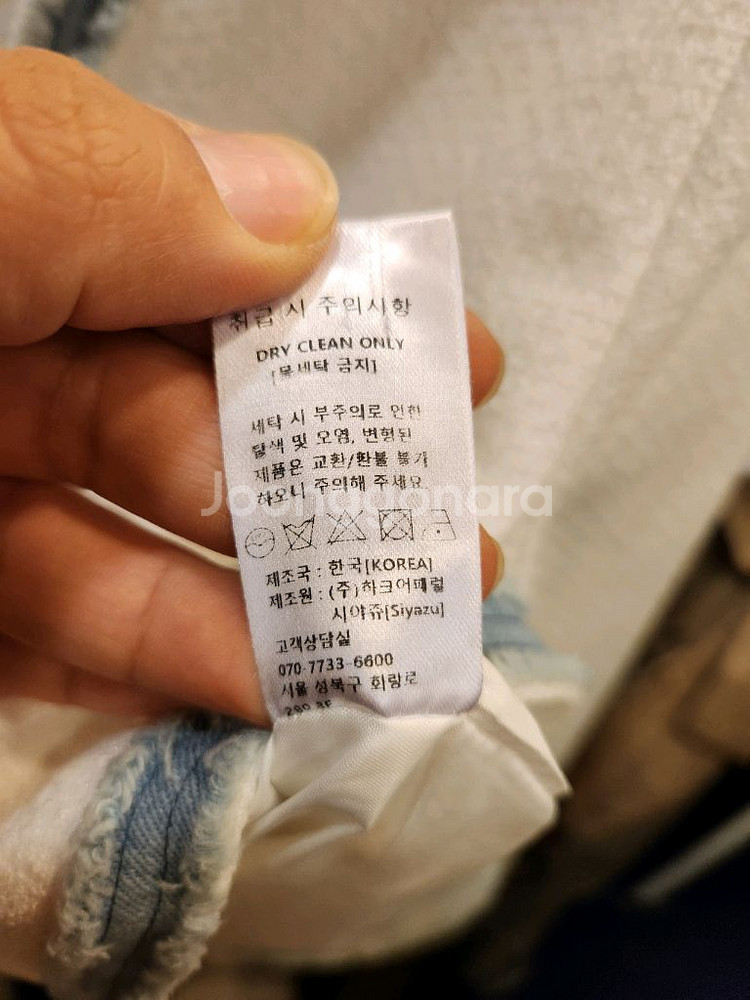 취급 시 주의사항
DRY CLEAN ONLY
[물세탁 금지]
세탁 시 부주의로 인한
탈색 및 오염, 변형된
제품은 교환/환불 불가
하오니 주의해 주세요
Joonggonara
제조국 : 한국[KOREA]
제조원 : (주)하크어패럴
시야쥬[Siyazu]
고객상담실
070-7733-6600
서울 성북구 화랑로